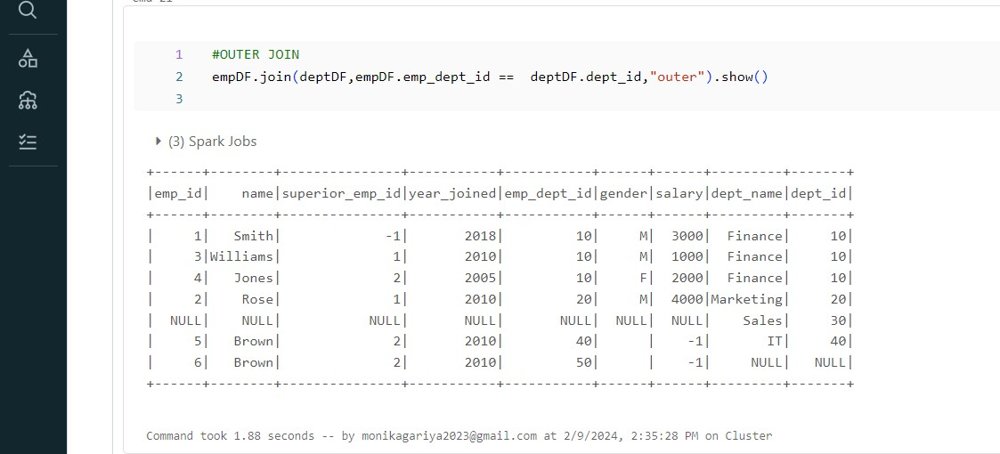 1 #OUTER JOIN
2 empDF.join(deptDF,empDF.emp_dept_id ==  deptDF.dept_id,"outer").show()
3
(3) Spark Jobs
+------+--------+---------------+-----------+-----------+------+------+---------+-------+
|emp_id|    name|superior_emp_id|year_joined|emp_dept_id|gender|salary|dept_name|dept_id|
+------+--------+---------------+-----------+-----------+------+------+---------+-------+
|     1|   Smith|             -1|       2018|         10|     M|  3000|  Finance|     10|
|     3|Williams|              1|       2010|         10|     M|  1000|  Finance|     10|
|     4|   Jones|              2|       2005|         10|     F|  2000|  Finance|     10|
|     2|    Rose|              1|       2010|         20|     M|  4000|Marketing|     20|
|  NULL|    NULL|           NULL|       NULL|       NULL|  NULL|  NULL|    Sales|     30|
|     5|   Brown|              2|       2010|         40|      |    -1|       IT|     40|
|     6|   Brown|              2|       2010|         50|      |    -1|     NULL|   NULL|
+------+--------+---------------+-----------+-----------+------+------+---------+-------+
Command took 1.88 seconds -- by monikagariya2023@gmail.com at 2/9/2024, 2:35:28 PM on Cluster